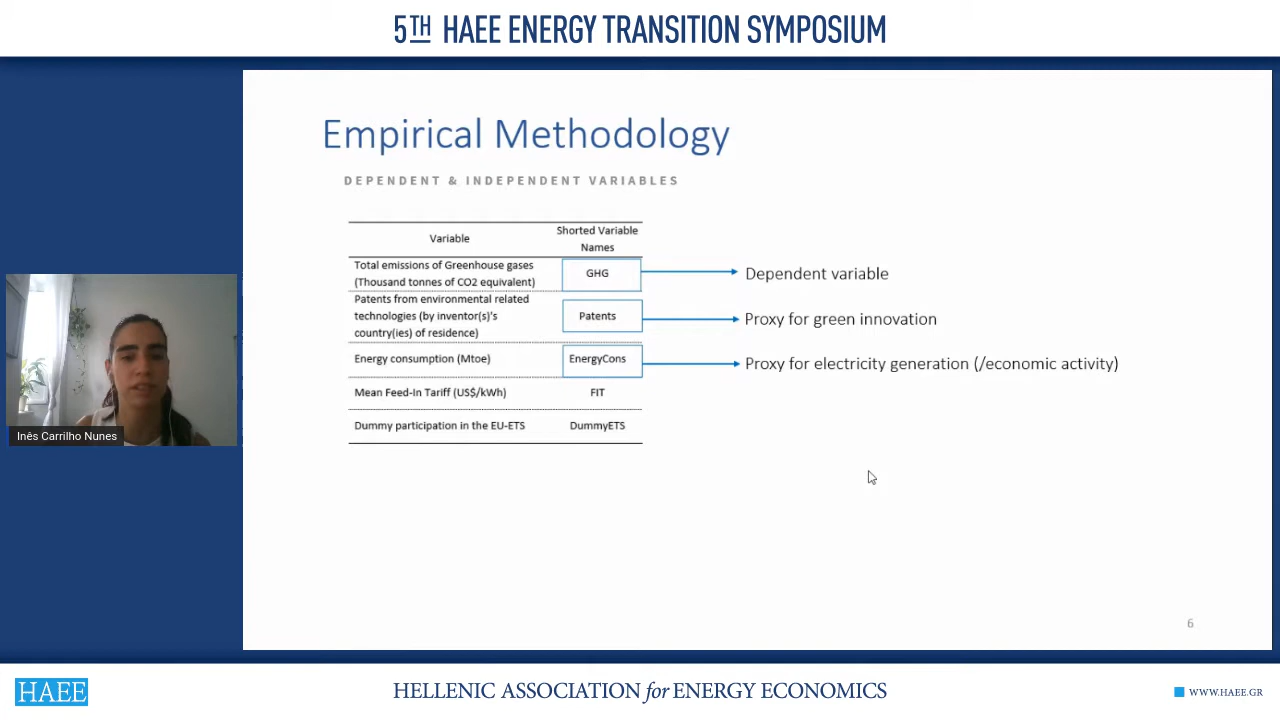 5TH HAEE ENERGY TRANSITION SYMPOSIUM
Empirical Methodology
DEPENDENT & INDEPENDENT VARIABLES
Variable
Shorted Variable
Names
Total emissions of Greenhouse gases
(Thousand tonnes of CO2 equivalent)
GHG
Dependent variable
Patents from environmental related
technologies (by inventor(s)'s
country(ies) of residence)
Patents
Proxy for green innovation
Energy consumption (Mtoe)
EnergyCons
Proxy for electricity generation (/economic activity)
Mean Feed-In Tariff (US$/kWh)
FIT
Dummy participation in the EU-ETS
DummyETS
Inês Carrilho Nunes
6
HAEE
HELLENIC ASSOCIATION for ENERGY ECONOMICS
WWW.HAEE.GR